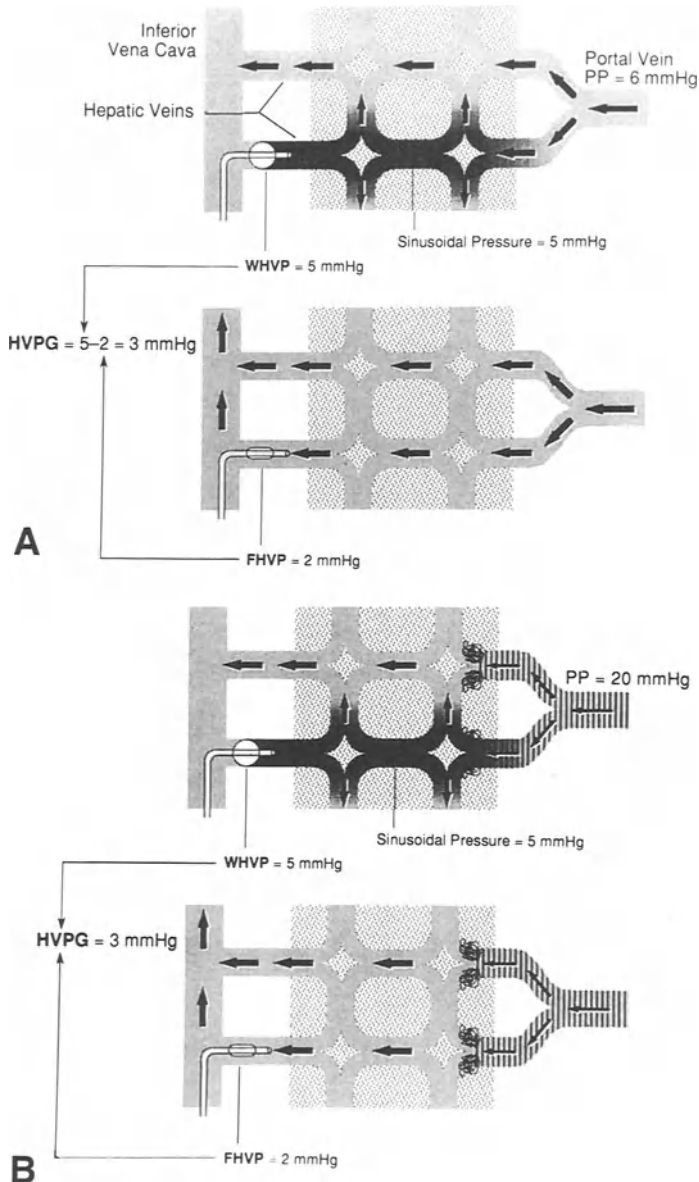 Inferior
Vena Cava
Portal Vein
PP = 6 mmHg
Hepatic Veins
Sinusoidal Pressure = 5 mmHg
WHVP = 5 mmHg
HVPG = 5–2 = 3 mmHg
A
FHVP = 2 mmHg
PP = 20 mmHg
Sinusoidal Pressure = 5 mmHg
WHVP = 5 mmHg
HVPG = 3 mmHg
B
FHVP = 2 mmHg